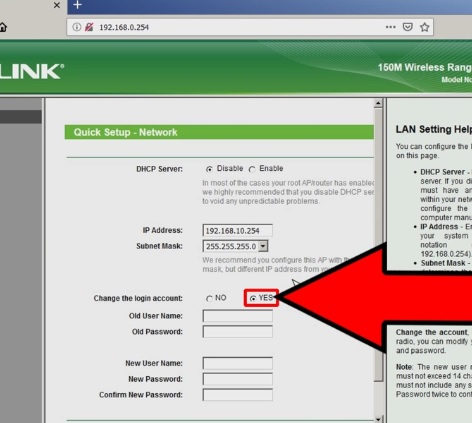 192.168.0.254
LINK®
150M Wireless Rang
Model No
Quick Setup - Network
DHCP Server: Disable Enable
In most of the cases your root AP/router has enabled
we highly recommended that you disable DHCP ser
to void any unpredictable problems.
IP Address: 192.168.10.254
Subnet Mask: 255.255.255.0
We recommend you configure this AP with th
mask, but different IP address from
Change the login account: NO YES
Old User Name:
Old Password:
New User Name:
New Password:
Confirm New Password:
LAN Setting Help
You can configure the
on this page.
DHCP Server -
server. If you di
must have an
within your netw
configure the
computer manu
IP Address - En
your system
notation
192.168.0.254).
Subnet Mask -
Change the account,
radio, you can modify
and password.
Note: The new user
must not exceed 14 cha
must not include any s
Password twice to cont